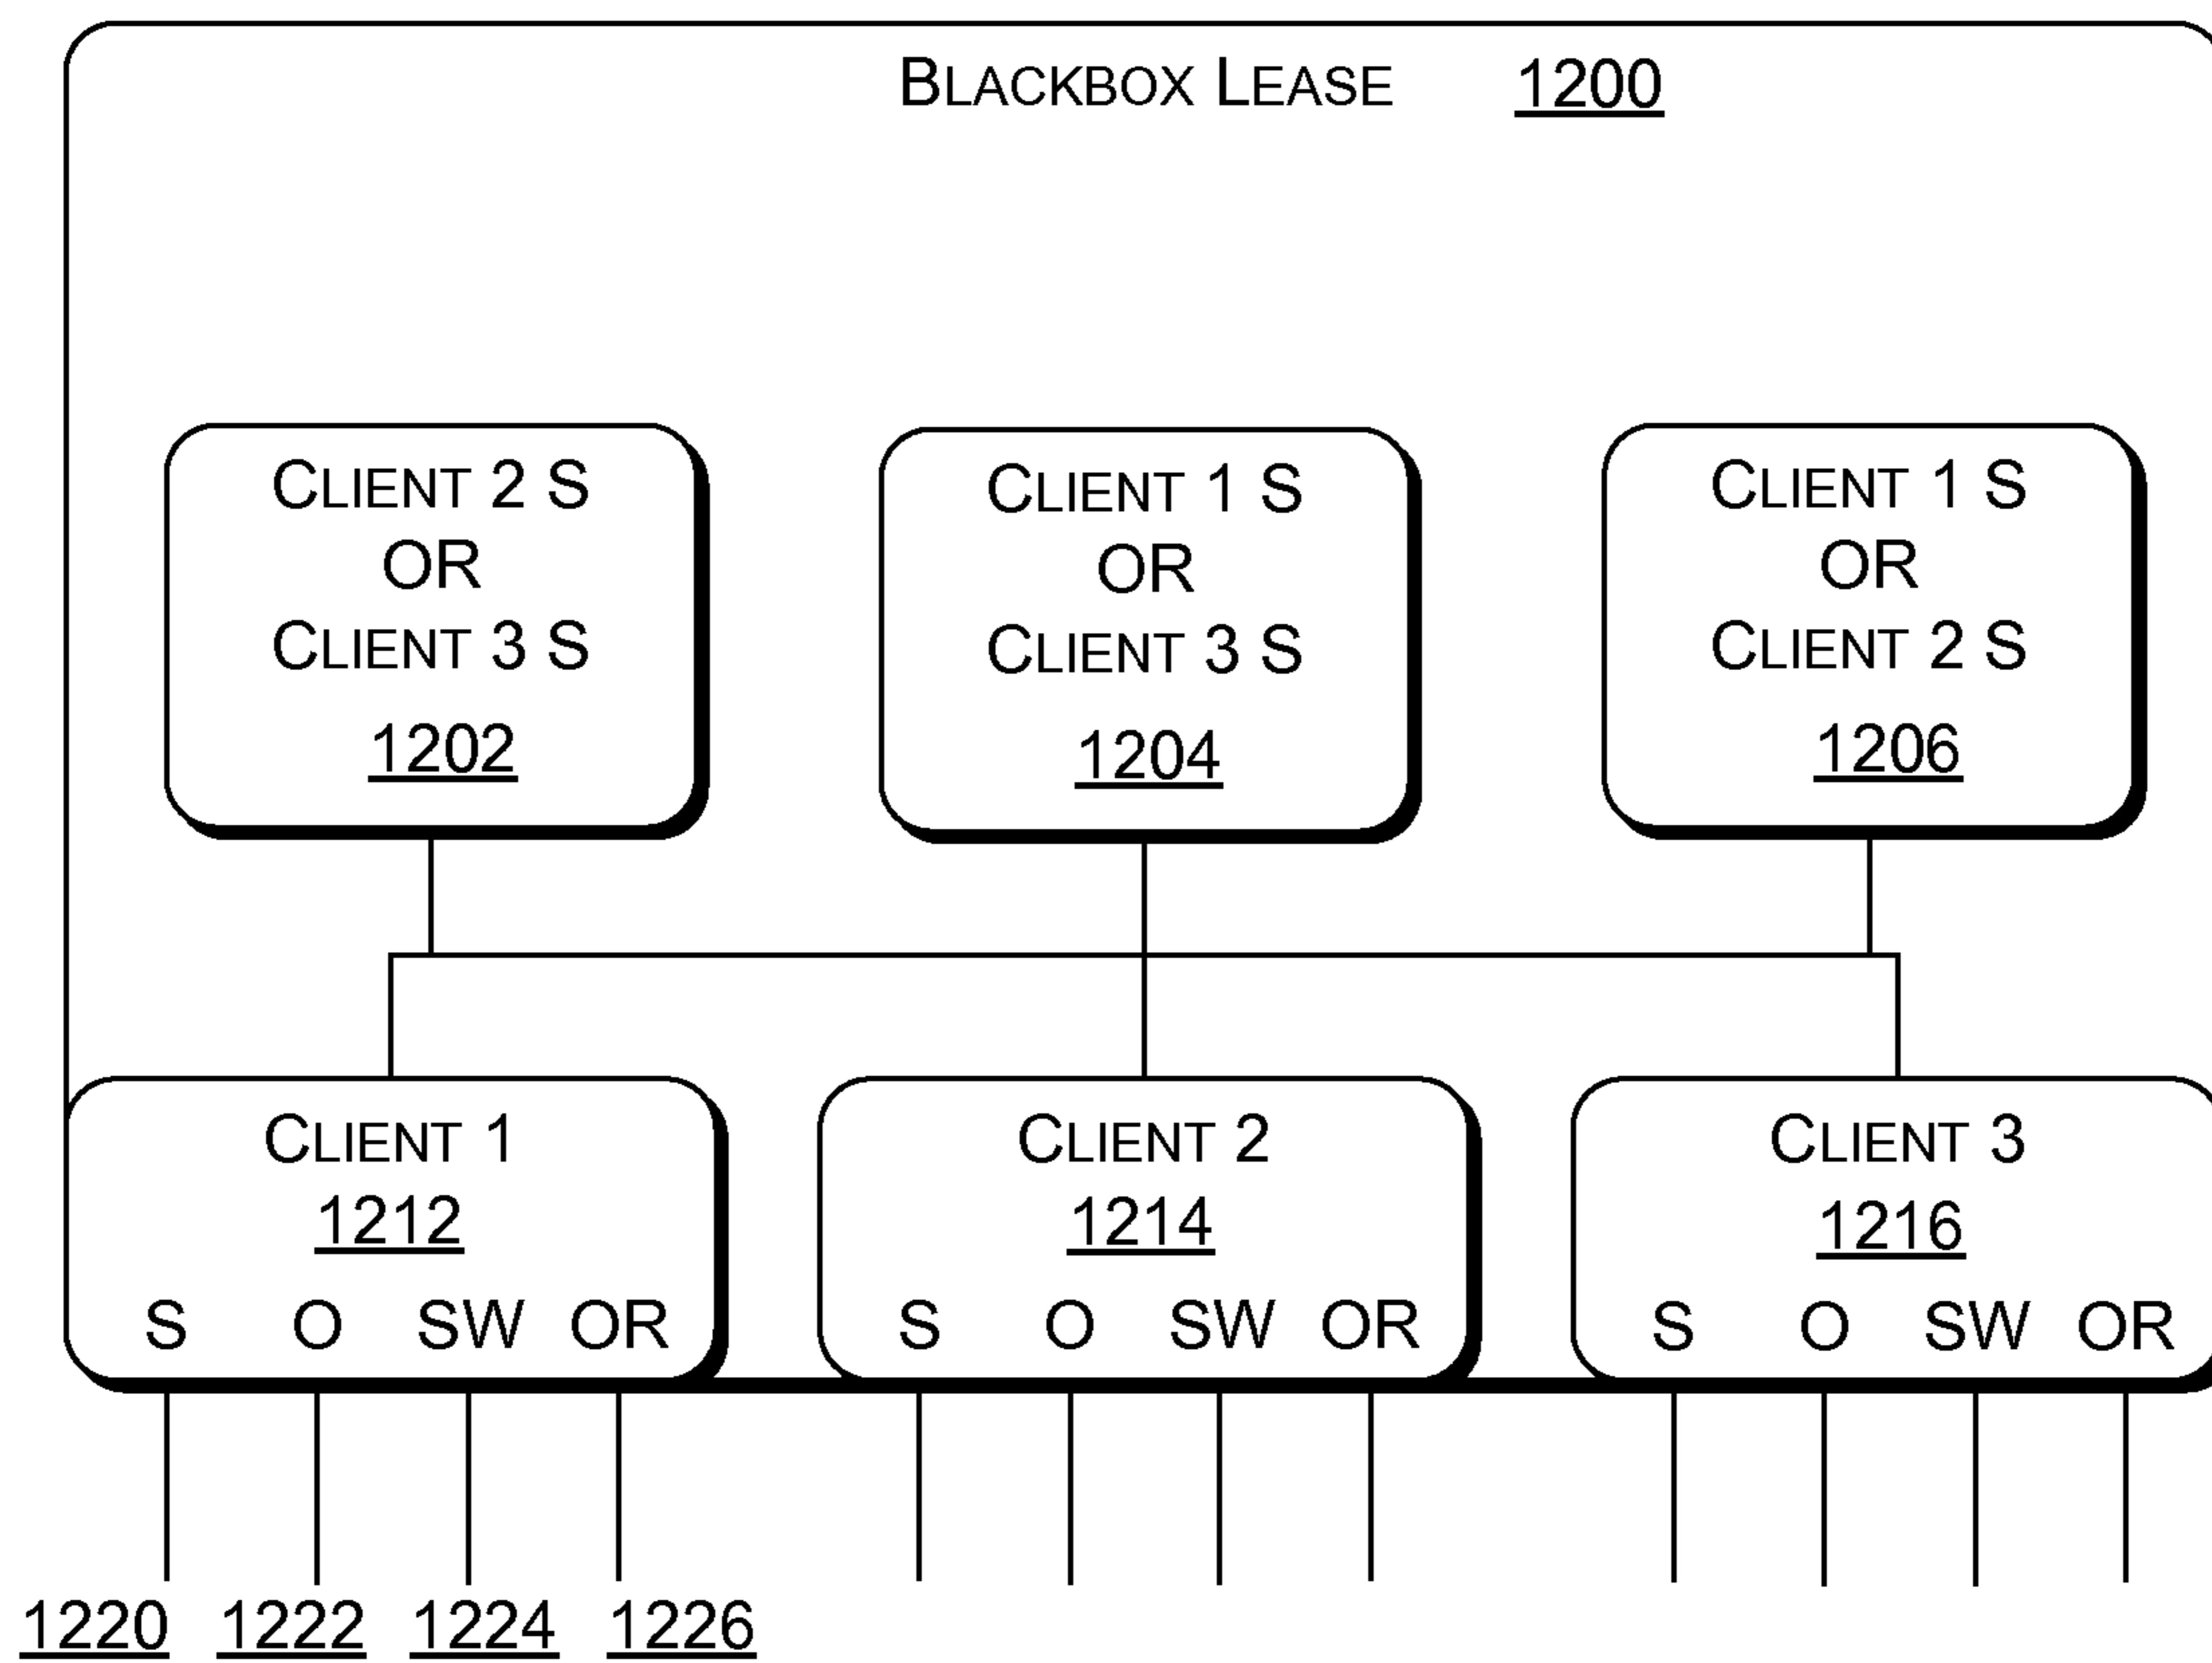 BLACKBOX LEASE 1200
CLIENT 2 S
OR
CLIENT 3 S
1202
CLIENT 1 S
OR
CLIENT 3 S
1204
CLIENT 1 S
OR
CLIENT 2 S
1206
CLIENT 1
1212
S O SW OR
CLIENT 2
1214
S O SW OR
CLIENT 3
1216
S O SW OR
1220 1222 1224 1226